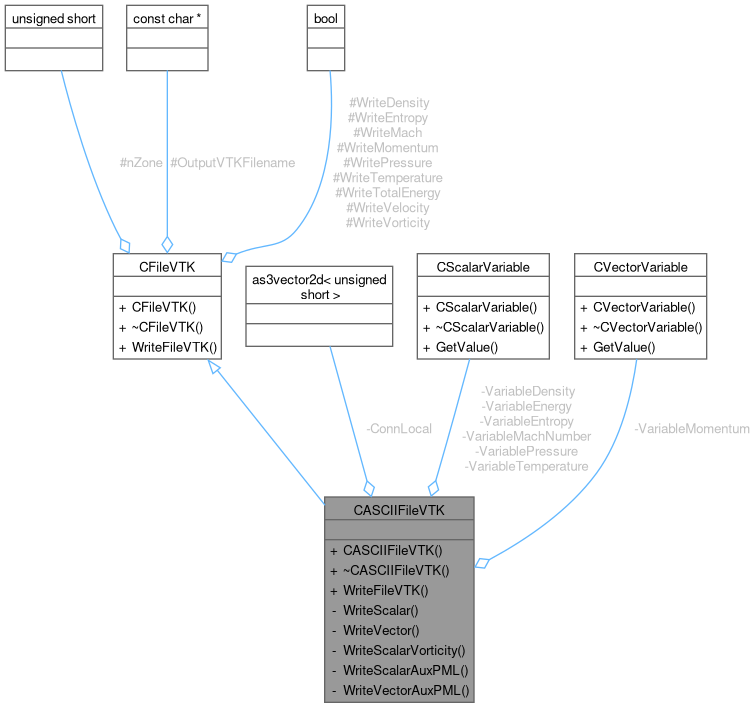 unsigned short
const char *
bool
#nZone
#OutputVTKFilename
#WriteDensity
#WriteEntropy
#WriteMach
#WriteMomentum
#WritePressure
#WriteTemperature
#WriteTotalEnergy
#WriteVelocity
#WriteVorticity
CFileVTK
+ CFileVTK()
+ ~CFileVTK()
+ WriteFileVTK()
as3vector2d< unsigned
short >
CScalarVariable
+ CScalarVariable()
+ ~CScalarVariable()
+ GetValue()
CVectorVariable
+ CVectorVariable()
+ ~CVectorVariable()
+ GetValue()
-ConnLocal
-VariableDensity
-VariableEnergy
-VariableEntropy
-VariableMachNumber
-VariablePressure
-VariableTemperature
-VariableMomentum
CASCIIFileVTK
+ CASCIIFileVTK()
+ ~CASCIIFileVTK()
+ WriteFileVTK()
- WriteScalar()
- WriteVector()
- WriteScalarVorticity()
- WriteScalarAuxPML()
- WriteVectorAuxPML()